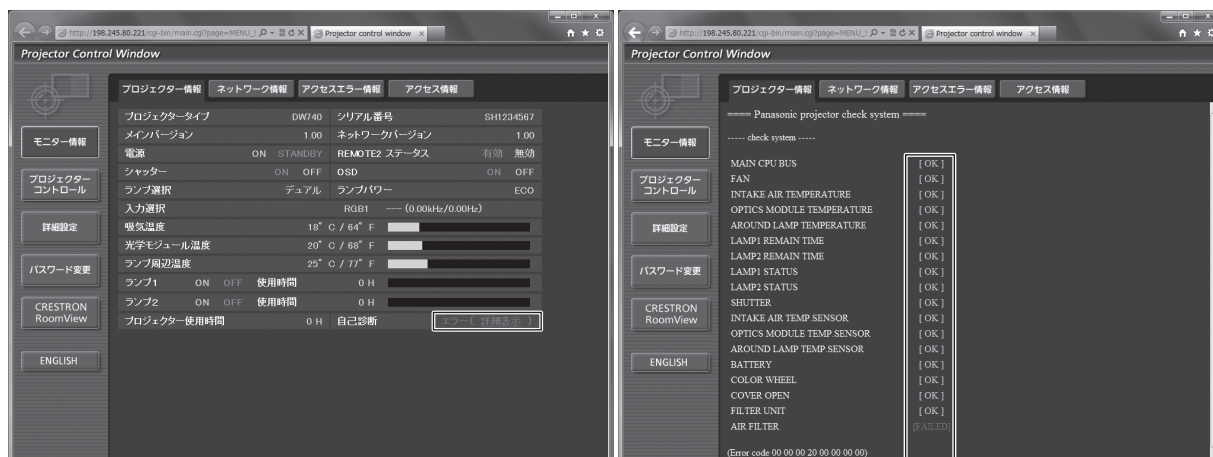 http://198.245.80.221/cgi-bin/main.cgi?page=MENU_
Projector control window
Projector Control Window
プロジェクター情報 ネットワーク情報 アクセスエラー情報 アクセス情報
モニター情報
プロジェクター
コントロール
詳細設定
パスワード変更
CRESTRON
RoomView
ENGLISH
プロジェクタータイプ DW740 シリアル番号 SH1234567
メインバージョン 1.00 ネットワークバージョン 1.00
電源 ON STANDBY REMOTE2 ステータス 有効 無効
シャッター ON OFF OSD ON OFF
ランプ選択 デュアル ランプパワー ECO
入力選択 RGB1 --- (0.00kHz/0.00Hz)
吸気温度 18° C / 64° F
光学モジュール温度 20° C / 68° F
ランプ周辺温度 25° C / 77° F
ランプ1 ON OFF 使用時間 0 H
ランプ2 ON OFF 使用時間 0 H
プロジェクター使用時間 0 H 自己診断 エラー( 詳細表示 )
http://198.245.80.221/cgi-bin/main.cgi?page=MENU_
Projector control window
Projector Control Window
プロジェクター情報 ネットワーク情報 アクセスエラー情報 アクセス情報
モニター情報
プロジェクター
コントロール
詳細設定
パスワード変更
CRESTRON
RoomView
ENGLISH
==== Panasonic projector check system ====
----- check system -----
MAIN CPU BUS [ OK ]
FAN [ OK ]
INTAKE AIR TEMPERATURE [ OK ]
OPTICS MODULE TEMPERATURE [ OK ]
AROUND LAMP TEMPERATURE [ OK ]
LAMP1 REMAIN TIME [ OK ]
LAMP2 REMAIN TIME [ OK ]
LAMP1 STATUS [ OK ]
LAMP2 STATUS [ OK ]
SHUTTER [ OK ]
INTAKE AIR TEMP.SENSOR [ OK ]
OPTICS MODULE TEMP.SENSOR [ OK ]
AROUND LAMP TEMP.SENSOR [ OK ]
BATTERY [ OK ]
COLOR WHEEL [ OK ]
COVER OPEN [ OK ]
FILTER UNIT [ OK ]
AIR FILTER [FAILED]
(Error code 00 00 00 20 00 00 00 00)